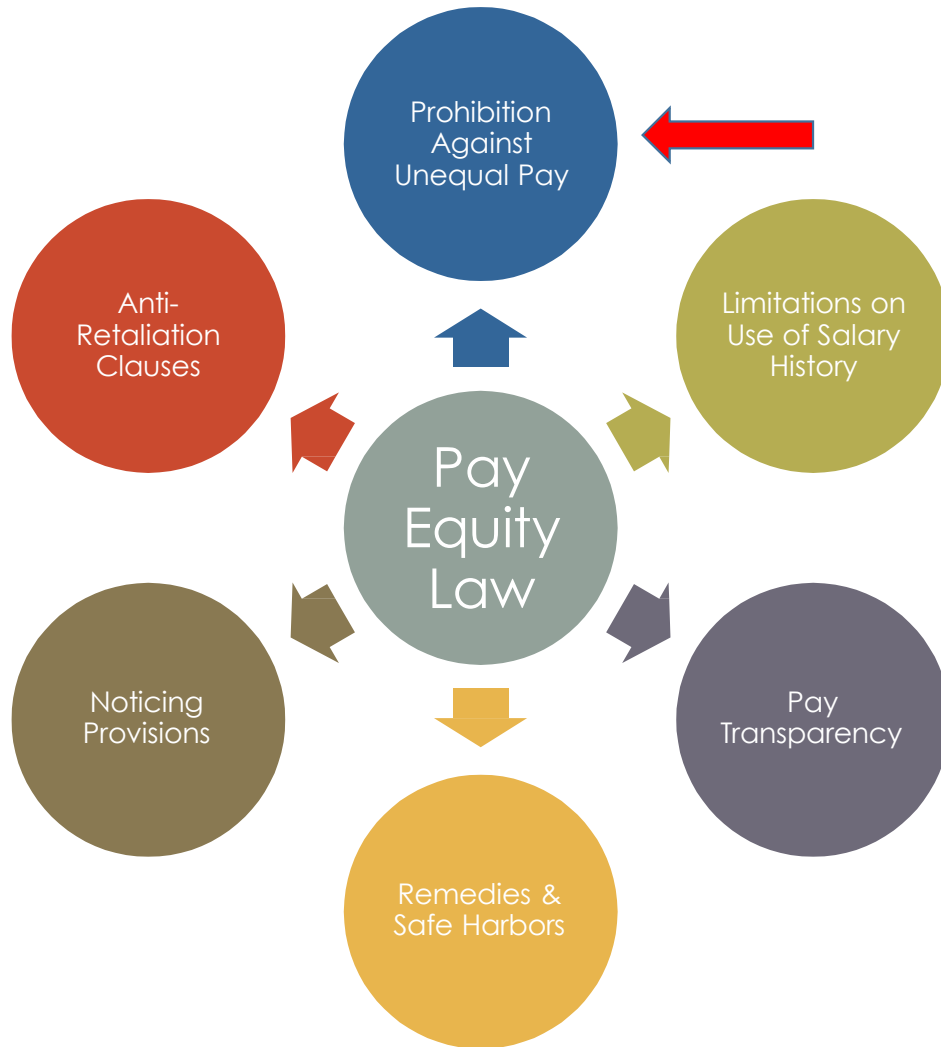 Prohibition
Against
Unequal Pay
Anti-
Retaliation
Clauses
Limitations on
Use of Salary
History
Pay
Equity
Law
Noticing
Provisions
Pay
Transparency
Remedies &
Safe Harbors